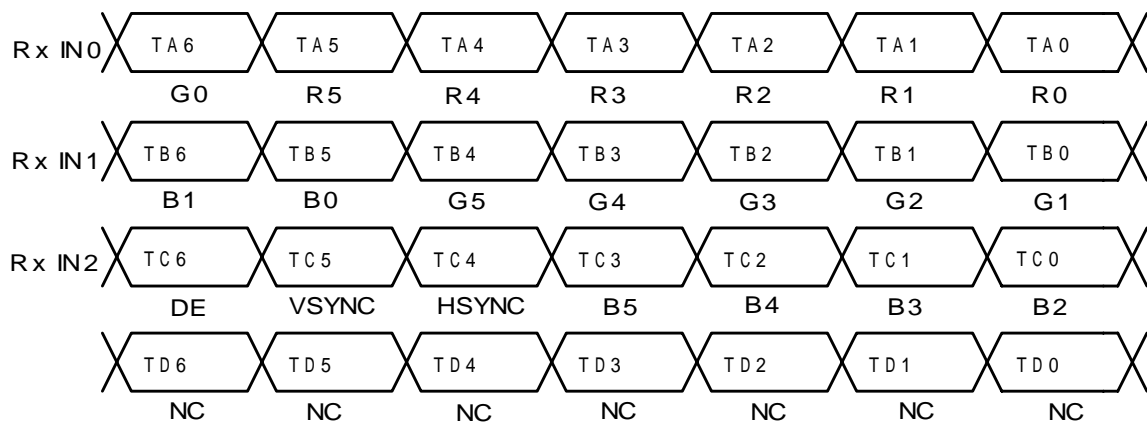 Rx IN0 TA6 TA5 TA4 TA3 TA2 TA1 TA0
G0 R5 R4 R3 R2 R1 R0
Rx IN1 TB6 TB5 TB4 TB3 TB2 TB1 TB0
B1 B0 G5 G4 G3 G2 G1
Rx IN2 TC6 TC5 TC4 TC3 TC2 TC1 TC0
DE VSYNC HSYNC B5 B4 B3 B2
TD6 TD5 TD4 TD3 TD2 TD1 TD0
NC NC NC NC NC NC NC